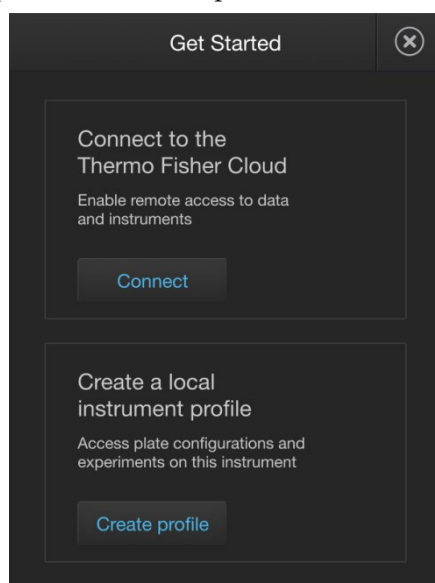 Get Started
Connect to the
Thermo Fisher Cloud
Enable remote access to data
and instruments
Connect
Create a local
instrument profile
Access plate configurations and
experiments on this instrument
Create profile